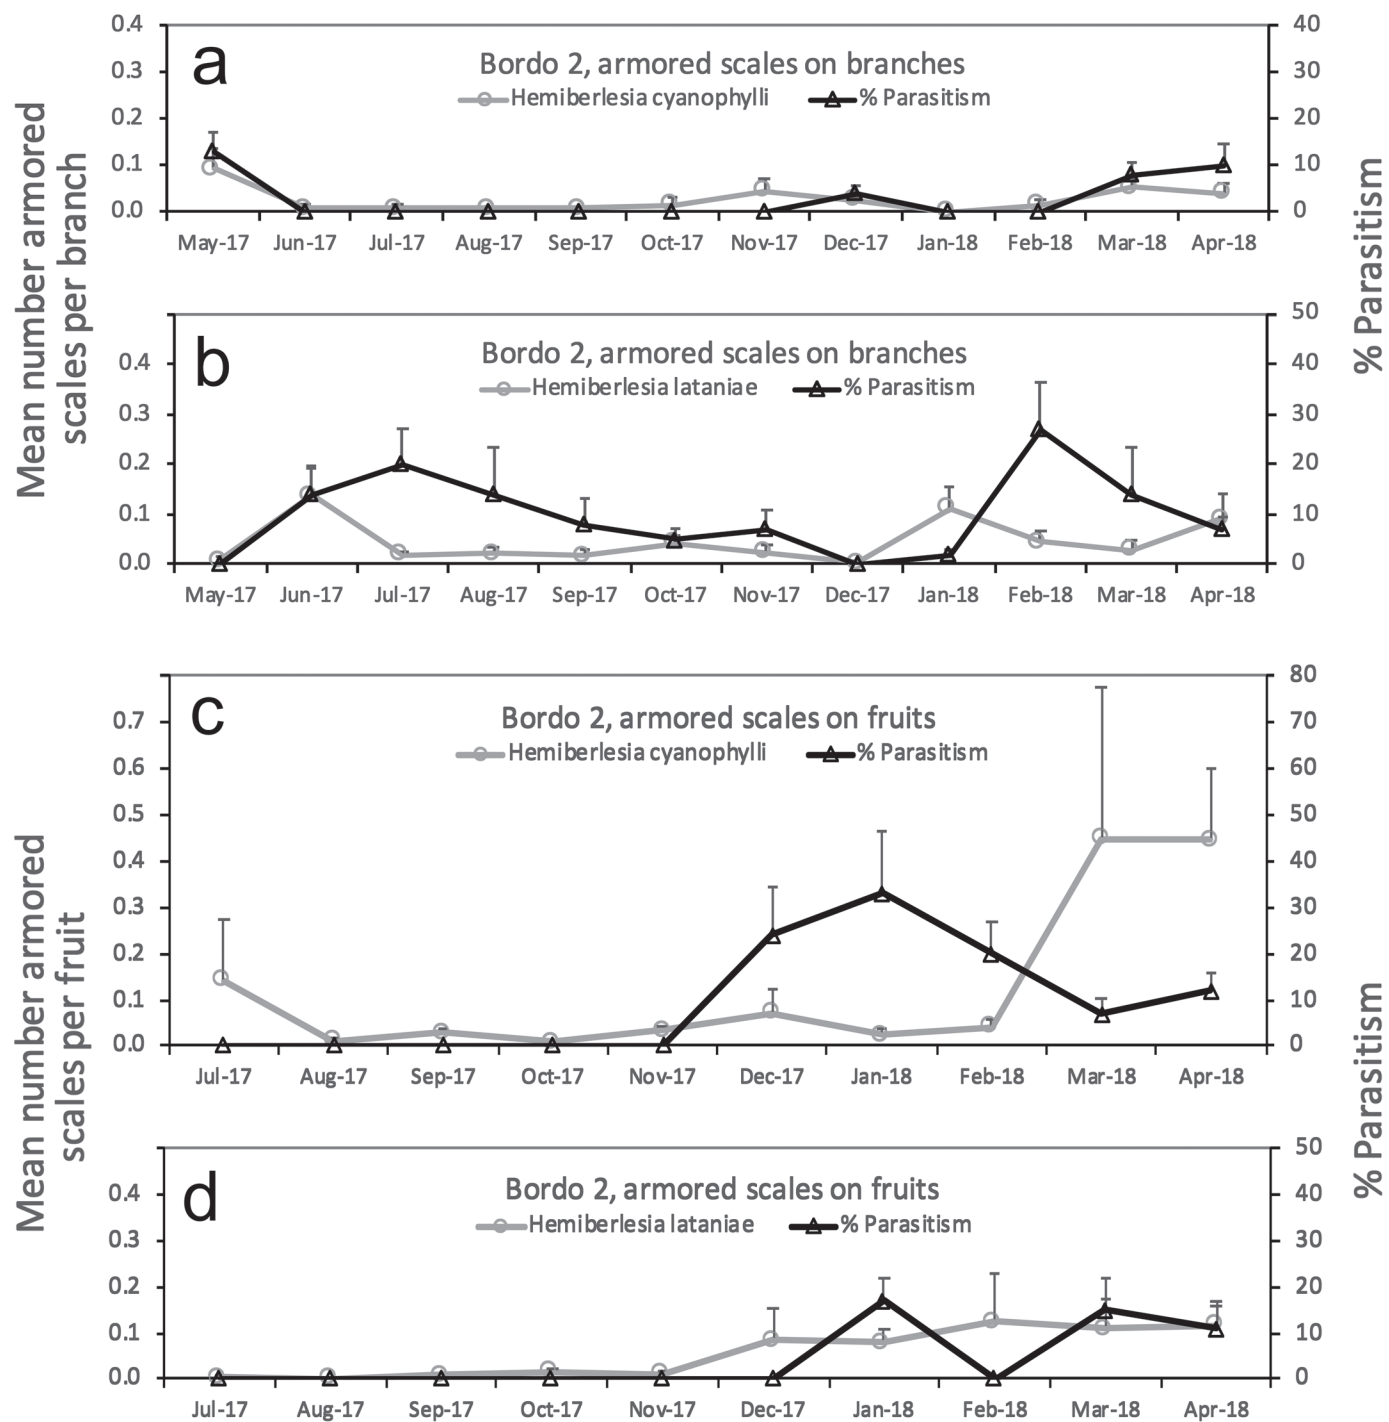 Mean number armored
scales per branch
% Parasitism
a
Bordo 2, armored scales on branches
Hemiberlesia cyanophylli
% Parasitism
0.4
0.3
0.2
0.1
0.0
40
30
20
10
0
May-17 Jun-17 Jul-17 Aug-17 Sep-17 Oct-17 Nov-17 Dec-17 Jan-18 Feb-18 Mar-18 Apr-18
b
Bordo 2, armored scales on branches
Hemiberlesia lataniae
% Parasitism
0.4
0.3
0.2
0.1
0.0
50
40
30
20
10
0
May-17 Jun-17 Jul-17 Aug-17 Sep-17 Oct-17 Nov-17 Dec-17 Jan-18 Feb-18 Mar-18 Apr-18
Mean number armored
scales per fruit
% Parasitism
c
Bordo 2, armored scales on fruits
Hemiberlesia cyanophylli
% Parasitism
0.7
0.6
0.5
0.4
0.3
0.2
0.1
0.0
80
70
60
50
40
30
20
10
0
Jul-17 Aug-17 Sep-17 Oct-17 Nov-17 Dec-17 Jan-18 Feb-18 Mar-18 Apr-18
d
Bordo 2, armored scales on fruits
Hemiberlesia lataniae
% Parasitism
0.4
0.3
0.2
0.1
0.0
50
40
30
20
10
0
Jul-17 Aug-17 Sep-17 Oct-17 Nov-17 Dec-17 Jan-18 Feb-18 Mar-18 Apr-18